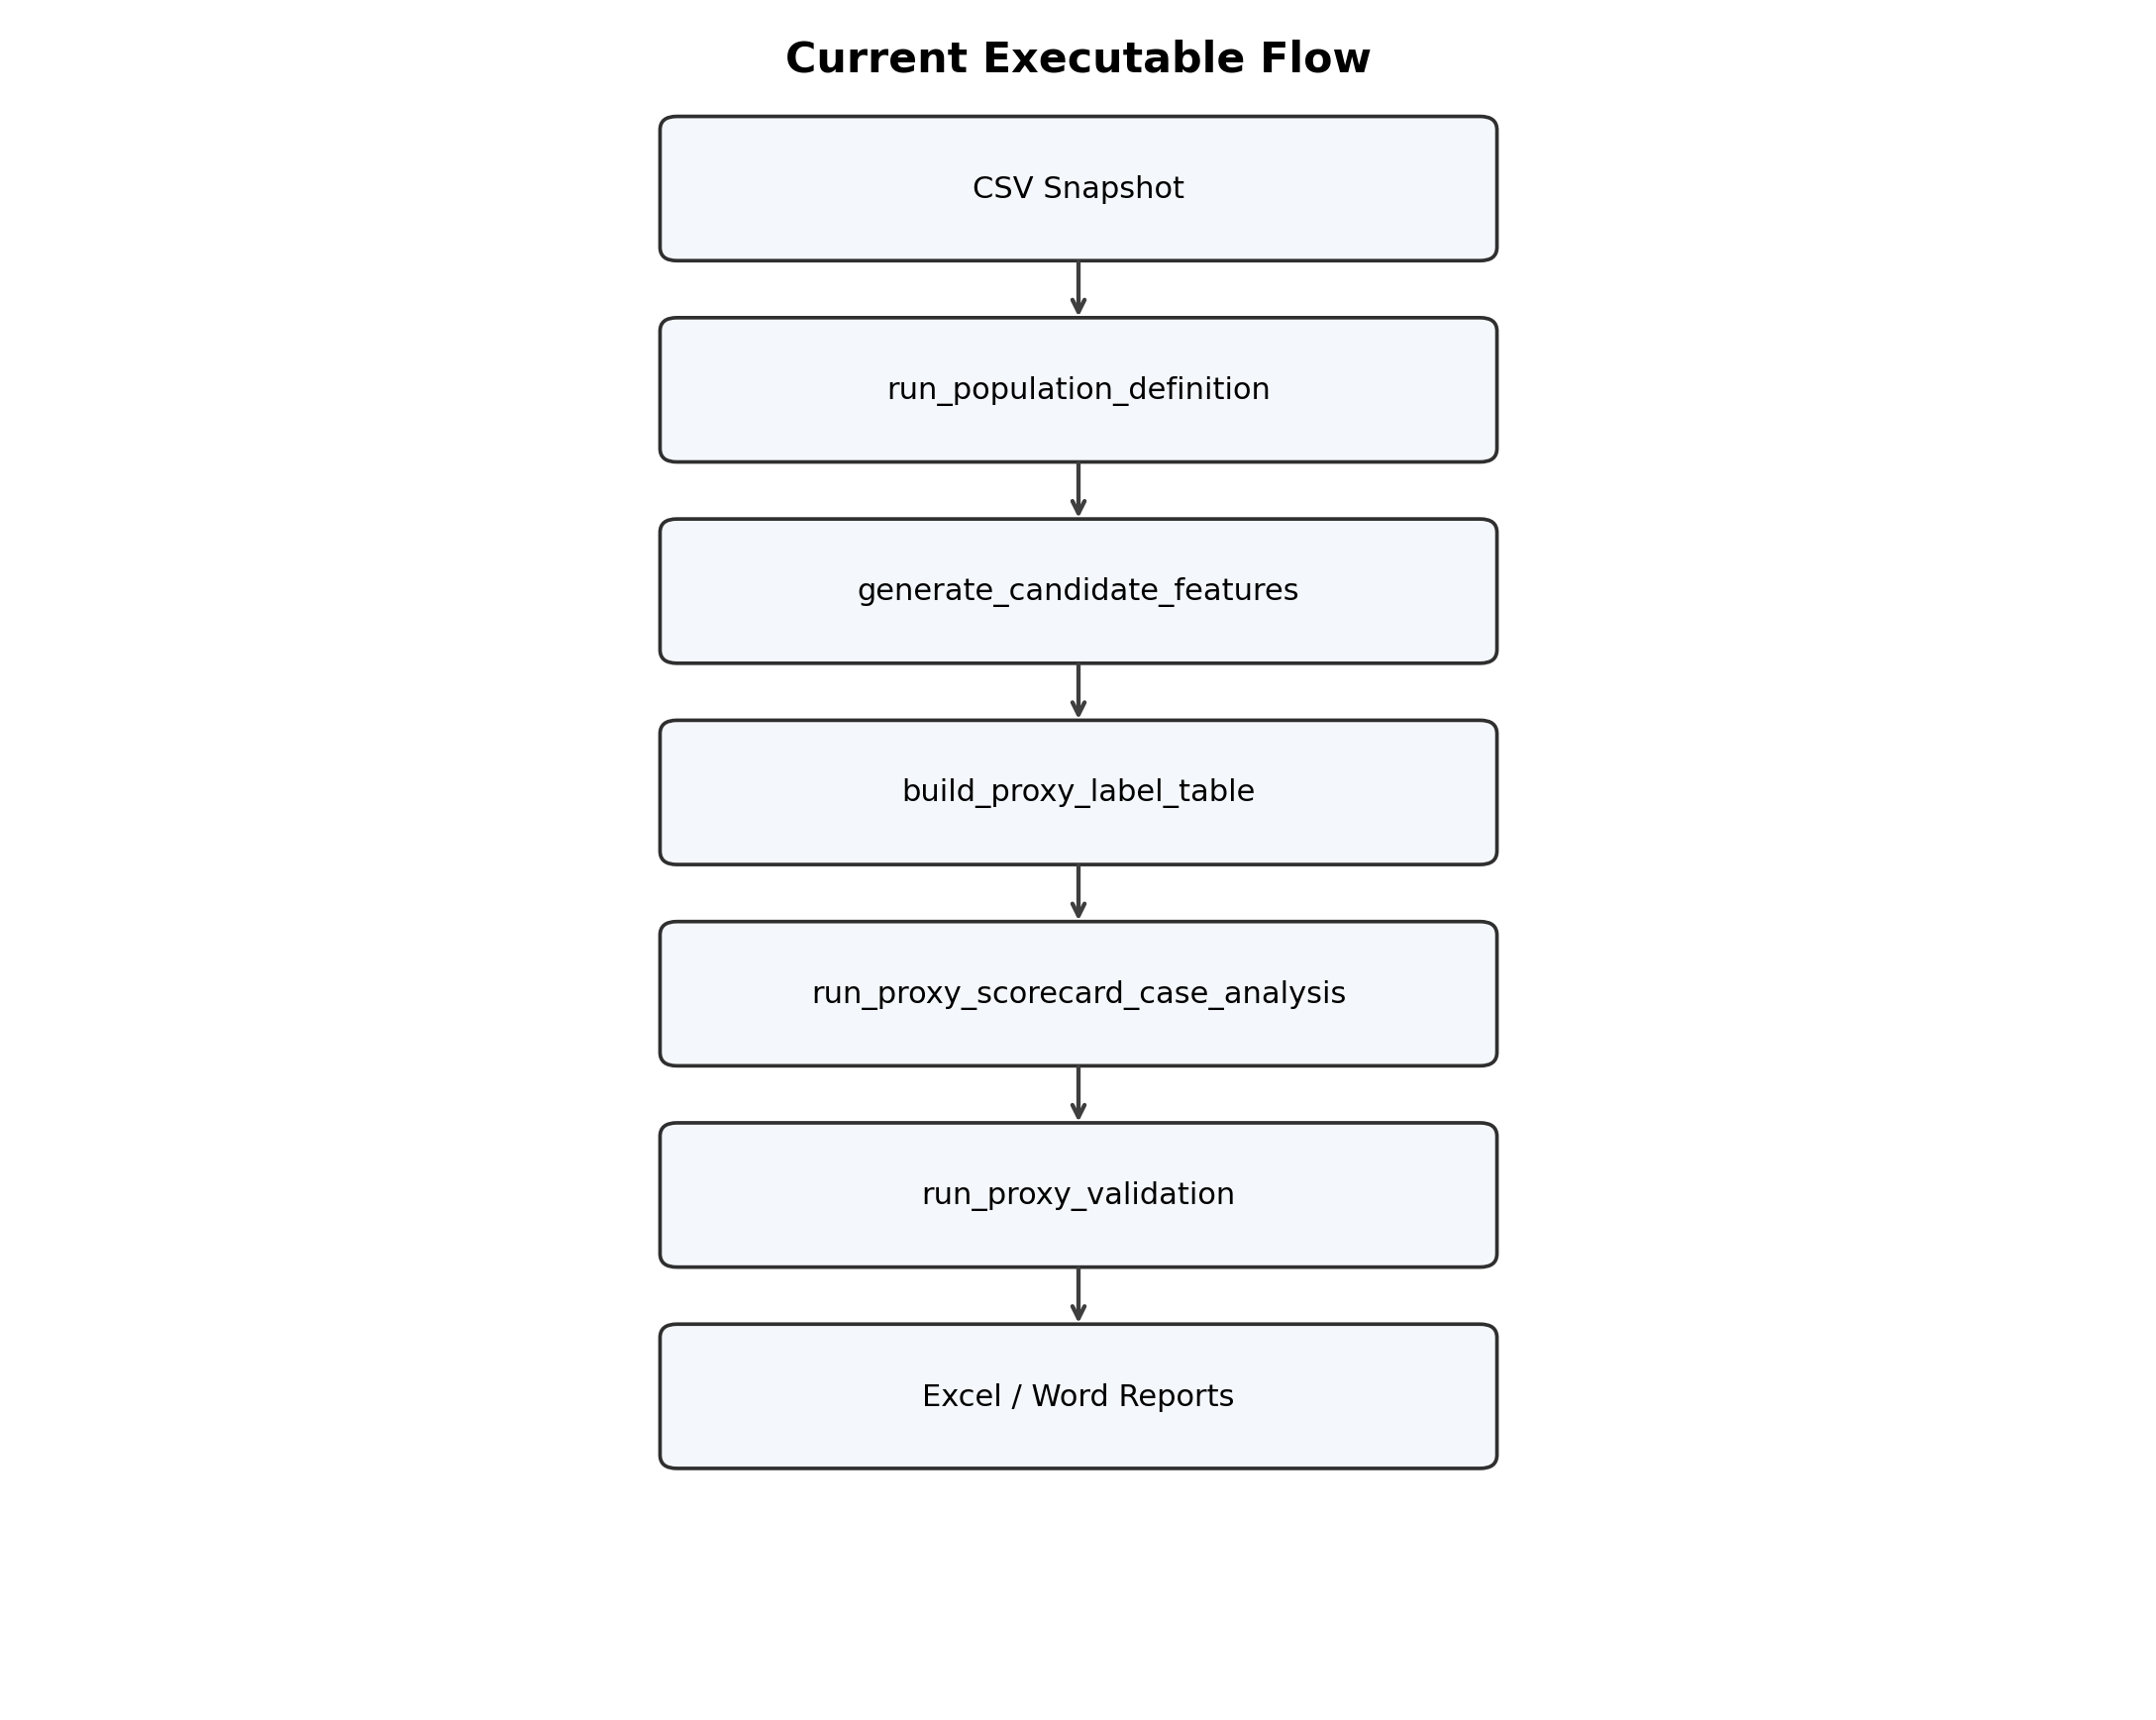 Current Executable Flow
CSV Snapshot
run_population_definition
generate_candidate_features
build_proxy_label_table
run_proxy_scorecard_case_analysis
run_proxy_validation
Excel / Word Reports